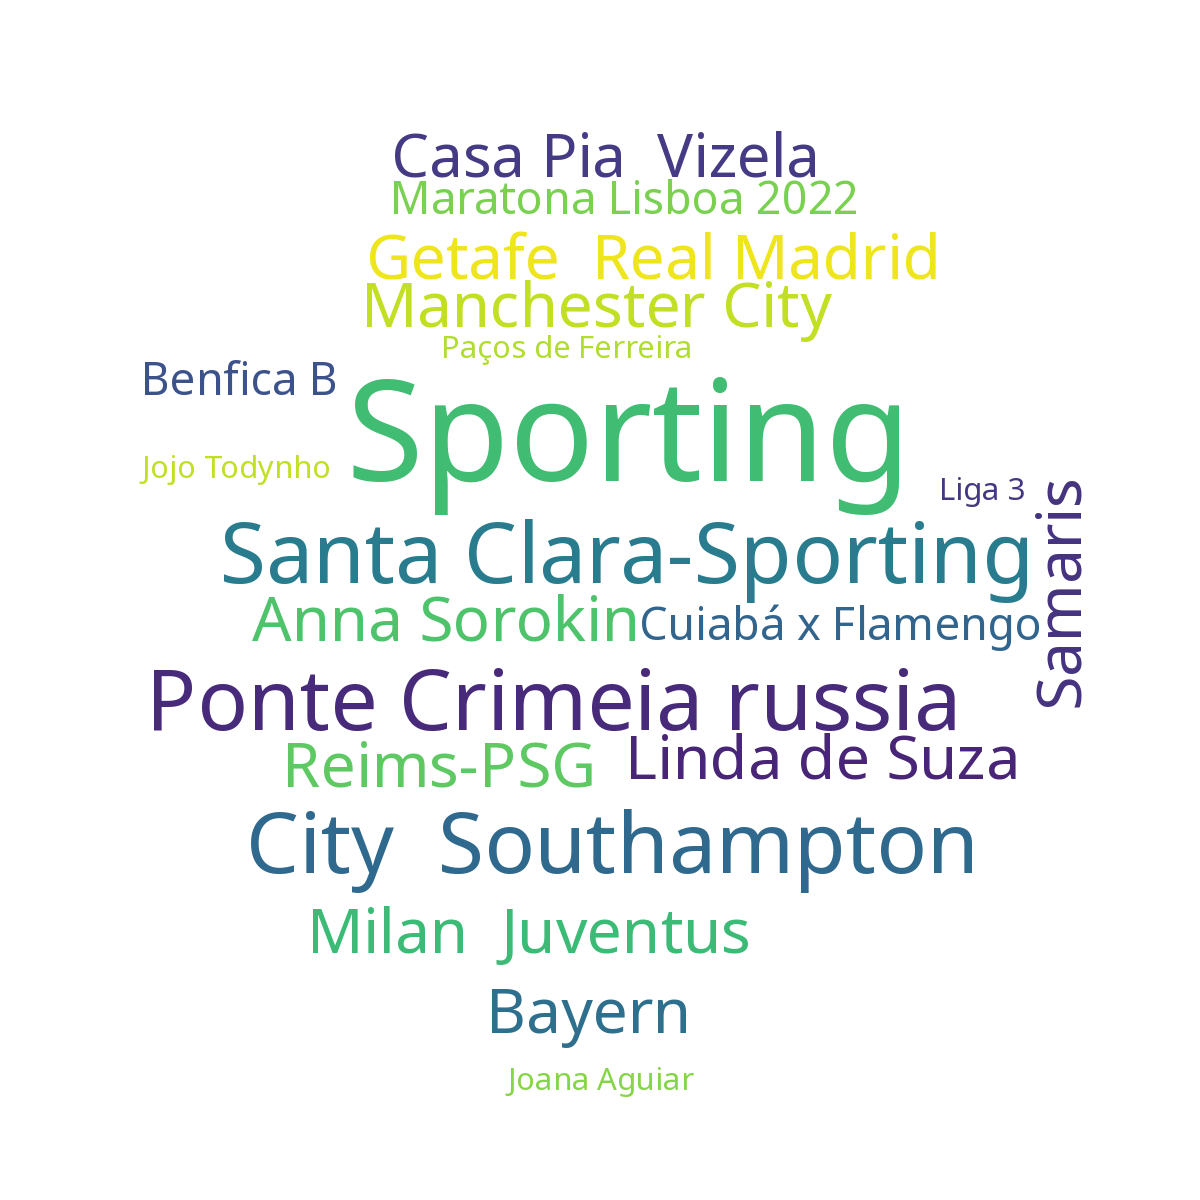 Casa Pia  Vizela
Maratona Lisboa 2022
Getafe  Real Madrid
Manchester City
Paços de Ferreira
Benfica B
Sporting
Jojo Todynho
Liga 3
Samaris
Santa Clara-Sporting
Anna Sorokin
Cuiabá x Flamengo
Ponte Crimeia russia
Reims-PSG
Linda de Suza
City  Southampton
Milan  Juventus
Bayern
Joana Aguiar